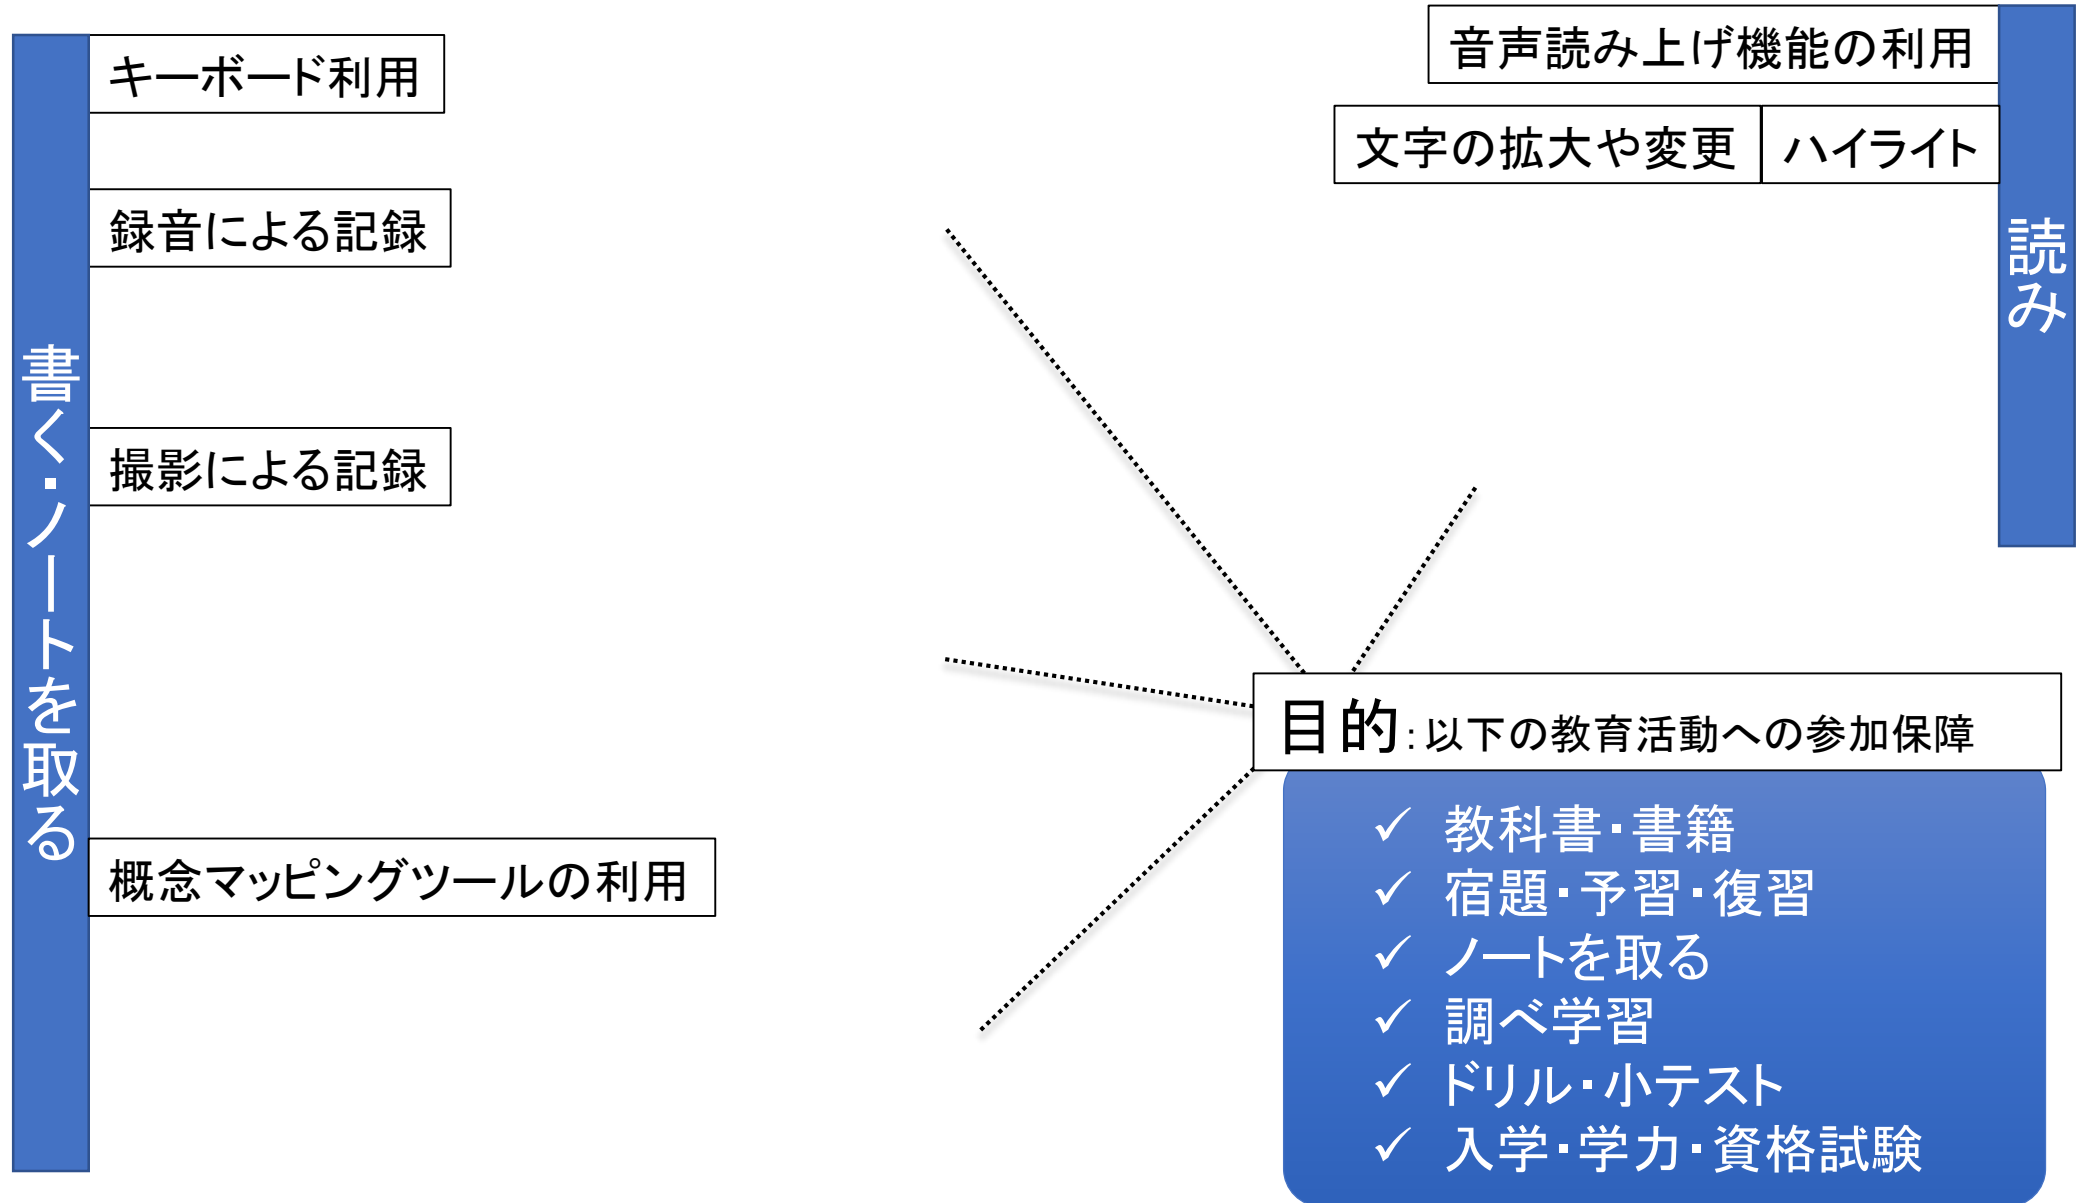 書く・ノートを取る
キーボード利用
録音による記録
撮影による記録
概念マッピングツールの利用
読み
音声読み上げ機能の利用
文字の拡大や変更
ハイライト
目的:以下の教育活動への参加保障
✓ 教科書・書籍
✓ 宿題・予習・復習
✓ ノートを取る
✓ 調べ学習
✓ ドリル・小テスト
✓ 入学・学力・資格試験